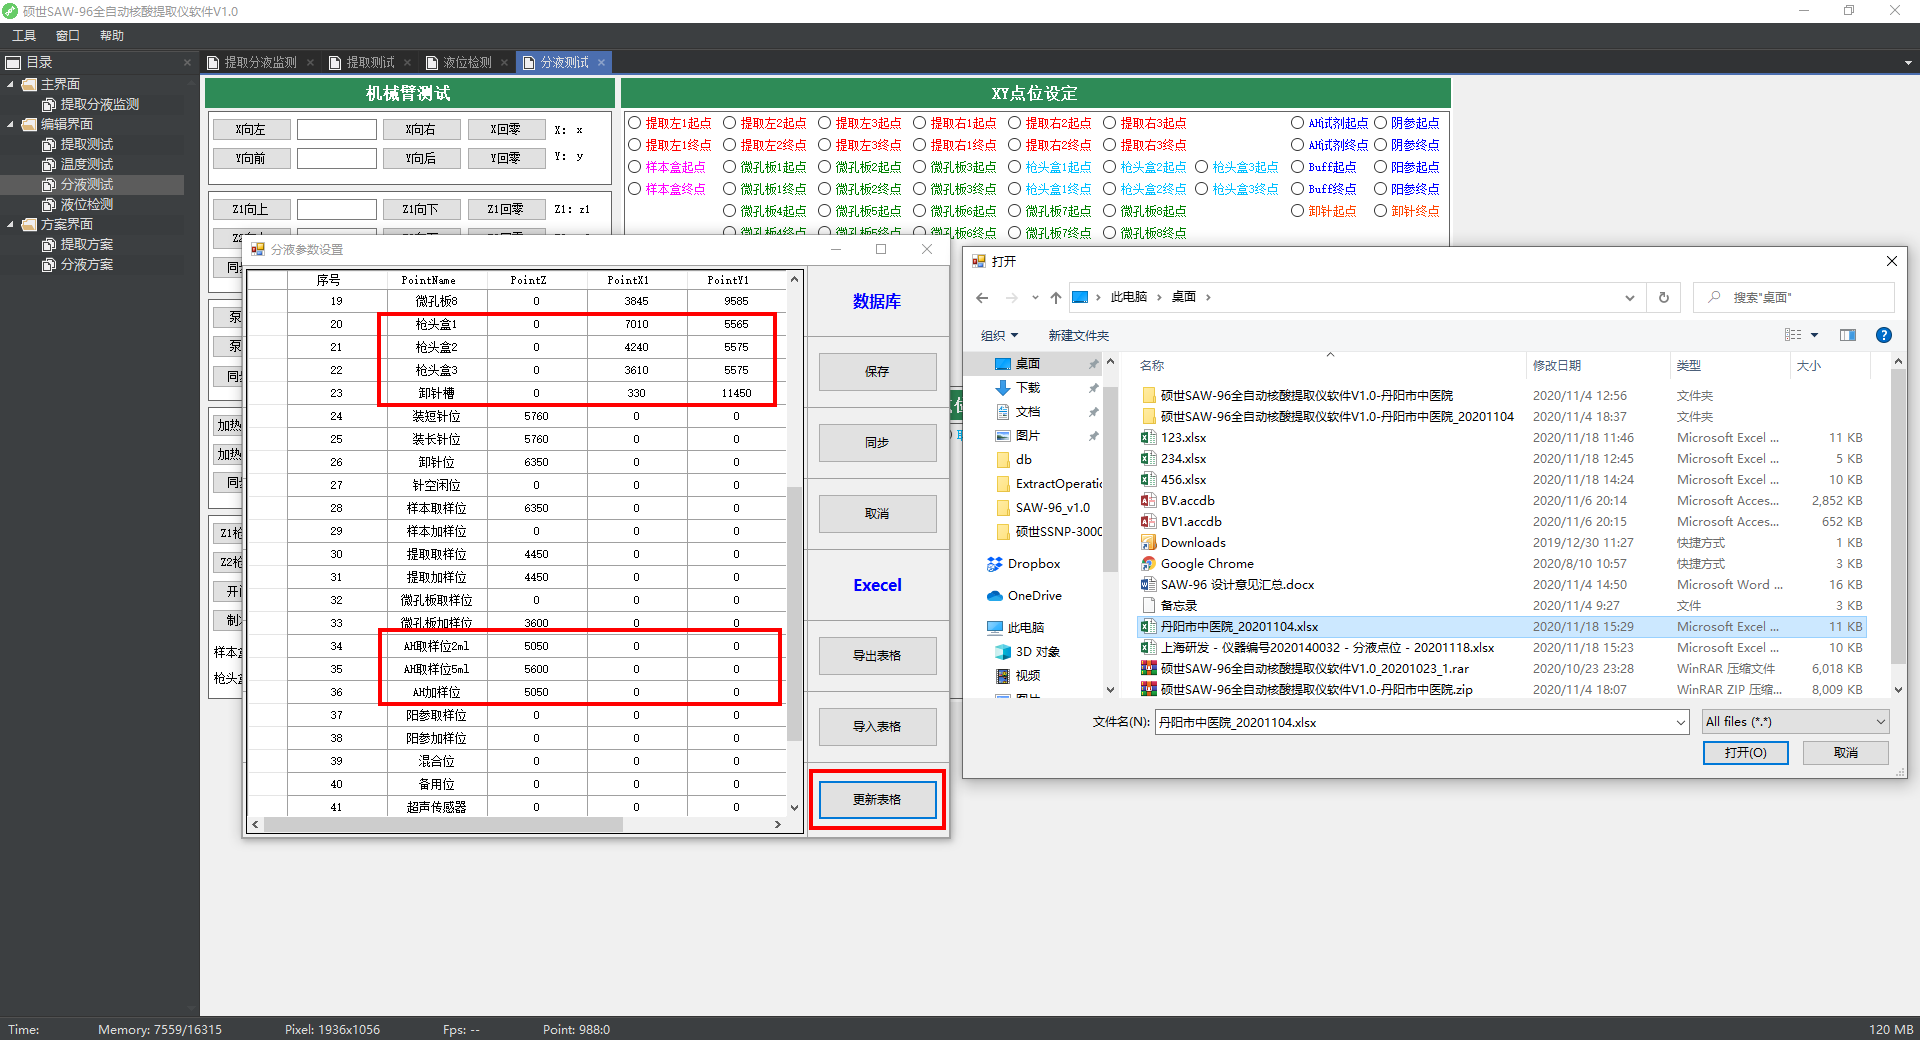 硕世SAW-96全自动核酸提取仪软件V1.0
工具 窗口 帮助
目录
主界面
提取分液监测
编辑界面
提取测试
温度测试
分液测试
液位检测
方案界面
提取方案
分液方案
提取分液监测 提取测试 液位检测 分液测试
机械臂测试
X向左 X向右 X回零 X: x
Y向前 Y向后 Y回零 Y: y
Z1向上 Z1向下 Z1回零 Z1: z1
XY点位设定
提取左1起点 提取左2起点 提取左3起点 提取右1起点 提取右2起点 提取右3起点 AH试剂起点 阴参起点
提取左1终点 提取左2终点 提取左3终点 提取右1终点 提取右2终点 提取右3终点 AH试剂终点 阴参终点
样本盒起点 微孔板1起点 微孔板2起点 微孔板3起点 枪头盒1起点 枪头盒2起点 枪头盒3起点 Buff起点 阳参起点
样本盒终点 微孔板1终点 微孔板2终点 微孔板3终点 枪头盒1终点 枪头盒2终点 枪头盒3终点 Buff终点 阳参终点
微孔板4起点 微孔板5起点 微孔板6起点 微孔板7起点 微孔板8起点 卸针起点 卸针终点
微孔板4终点 微孔板5终点 微孔板6终点 微孔板7终点 微孔板8终点
同
泵
泵
同
加热
加热
同
Z1枪
Z2枪
开
制
样本
枪头
分液参数设置
序号 PointName PointZ PointX1 PointY1
19 微孔板8 0 3845 9585
20 枪头盒1 0 7010 5565
21 枪头盒2 0 4240 5575
22 枪头盒3 0 3610 5575
23 卸针槽 0 330 11450
24 装短针位 5760 0 0
25 装长针位 5760 0 0
26 卸针位 6350 0 0
27 针空闲位 0 0 0
28 样本取样位 6350 0 0
29 样本加样位 0 0 0
30 提取取样位 4450 0 0
31 提取加样位 4450 0 0
32 微孔板取样位 0 0 0
33 微孔板加样位 3600 0 0
34 AH取样位2ml 5050 0 0
35 AH取样位5ml 5600 0 0
36 AH加样位 5050 0 0
37 阳参取样位 0 0 0
38 阳参加样位 0 0 0
39 混合位 0 0 0
40 备用位 0 0 0
41 超声传感器 0 0 0
数据库
保存
同步
取消
Execel
导出表格
导入表格
更新表格
打开
此电脑 › 桌面 ›
搜索"桌面"
组织 新建文件夹
桌面
下载
文档
图片
db
ExtractOperatic
SAW-96_v1.0
硕世SSNP-3000
Dropbox
OneDrive
此电脑
3D 对象
视频
图片
名称 修改日期 类型 大小
硕世SAW-96全自动核酸提取仪软件V1.0-丹阳市中医院 2020/11/4 12:56 文件夹
硕世SAW-96全自动核酸提取仪软件V1.0-丹阳市中医院_20201104 2020/11/4 18:37 文件夹
123.xlsx 2020/11/18 11:46 Microsoft Excel ... 11 KB
234.xlsx 2020/11/18 12:45 Microsoft Excel ... 5 KB
456.xlsx 2020/11/18 14:24 Microsoft Excel ... 10 KB
BV.accdb 2020/11/6 20:14 Microsoft Acces... 2,852 KB
BV1.accdb 2020/11/6 20:15 Microsoft Acces... 652 KB
Downloads 2019/12/30 11:27 快捷方式 1 KB
Google Chrome 2020/8/10 10:57 快捷方式 3 KB
SAW-96 设计意见汇总.docx 2020/11/4 14:50 Microsoft Word ... 16 KB
备忘录 2020/11/4 9:27 文件 3 KB
丹阳市中医院_20201104.xlsx 2020/11/18 15:29 Microsoft Excel ... 11 KB
上海研发 - 仪器编号2020140032 - 分液点位 - 20201118.xlsx 2020/11/18 15:23 Microsoft Excel ... 10 KB
硕世SAW-96全自动核酸提取仪软件V1.0_20201023_1.rar 2020/10/23 23:28 WinRAR 压缩文件 6,018 KB
硕世SAW-96全自动核酸提取仪软件V1.0-丹阳市中医院.zip 2020/11/4 18:07 WinRAR ZIP 压缩... 8,009 KB
文件名(N): 丹阳市中医院_20201104.xlsx All files (*.*)
打开(O) 取消
Time: Memory: 7559/16315 Pixel: 1936x1056 Fps: -- Point: 988:0 120 MB